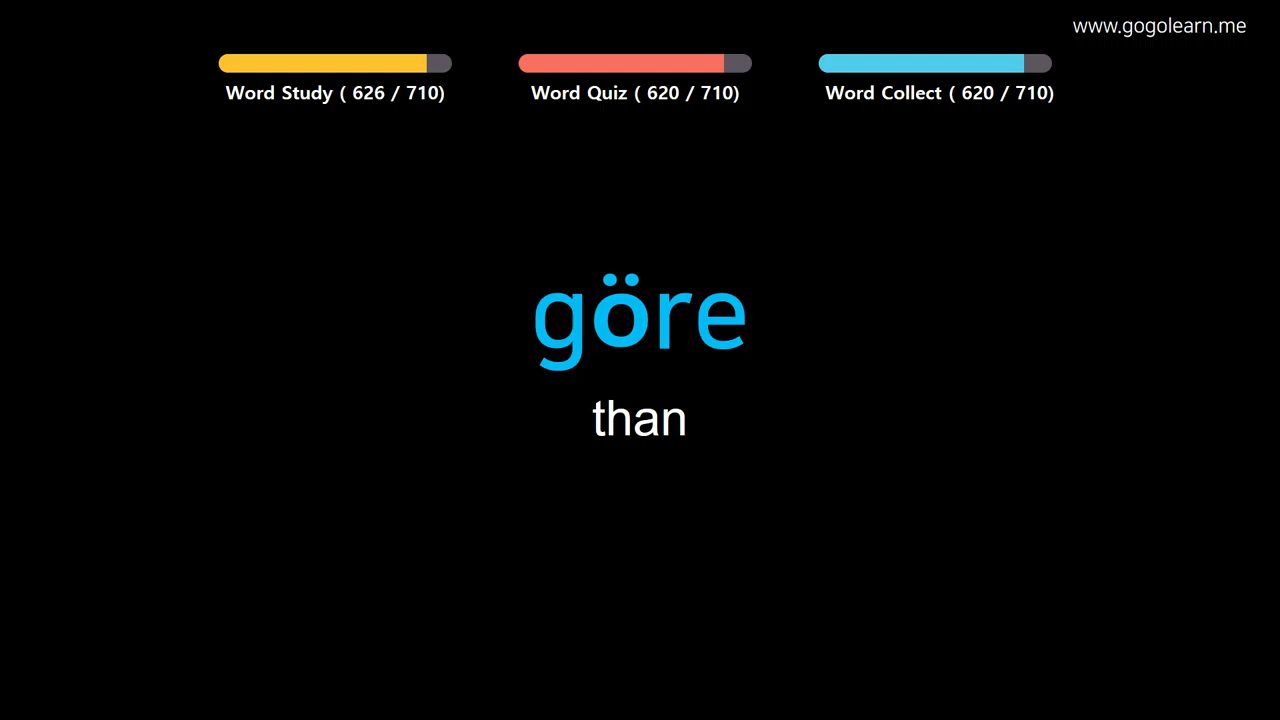 www.gogolearn.me
Word Study ( 626 / 710)
Word Quiz ( 620 / 710)
Word Collect ( 620 / 710)
göre
than